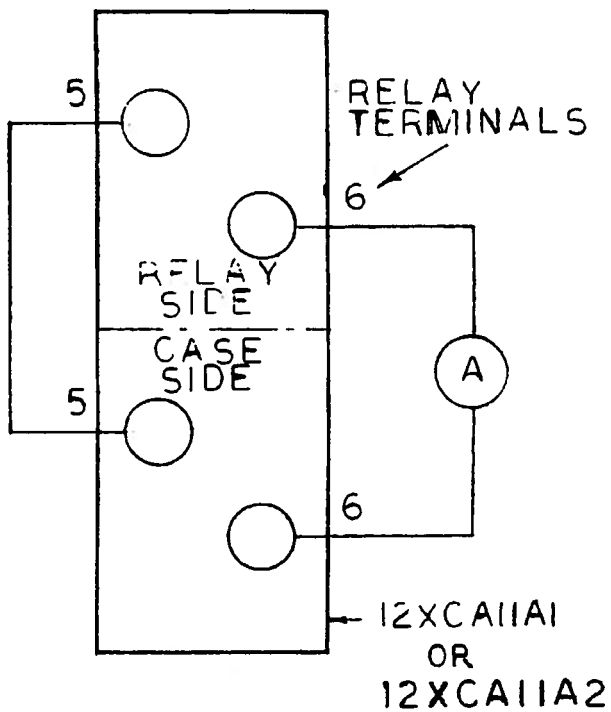 5
RELAY
TERMINALS
6
RELAY
SIDE
CASE
SIDE
A
5
6
12XCA11A1
OR
12XCA11A2